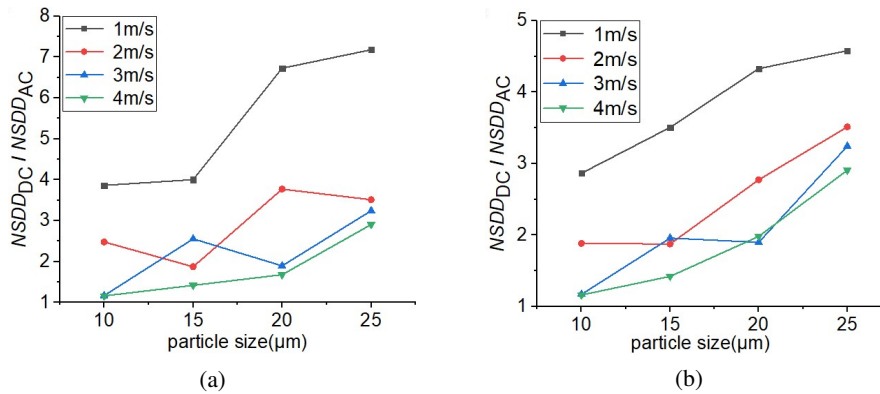 8
7
6
5
4
3
2
1
NSDD_DC / NSDD_AC
1m/s
2m/s
3m/s
4m/s
10 15 20 25
particle size(μm)
(a)
5
4
3
2
1
NSDD_DC / NSDD_AC
1m/s
2m/s
3m/s
4m/s
10 15 20 25
particle size(μm)
(b)